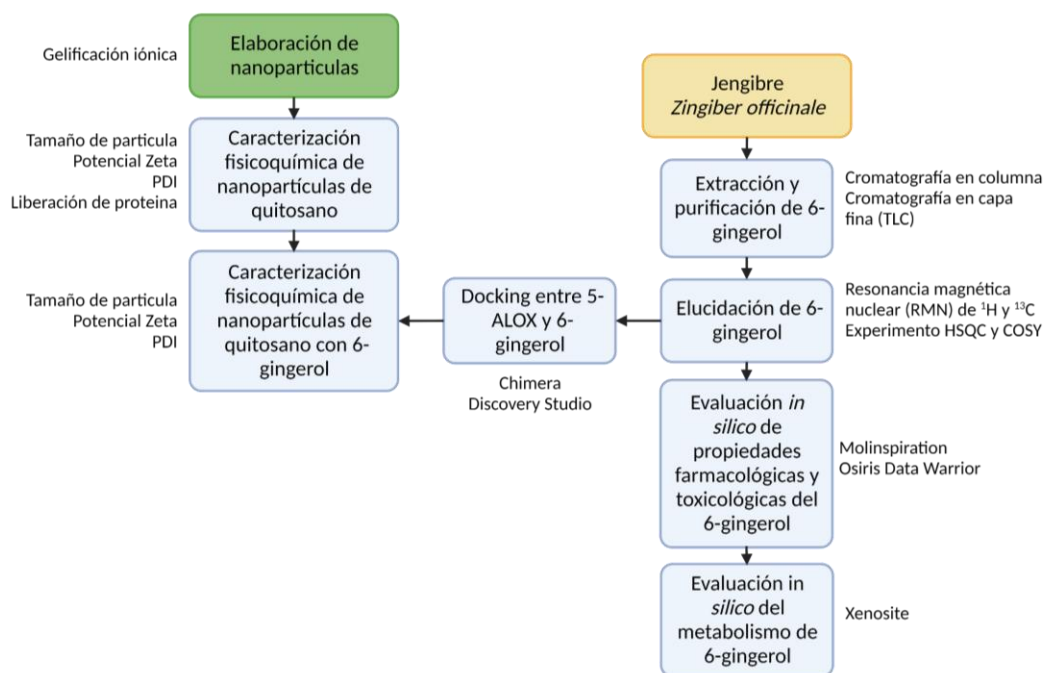 Gelificación iónica
Elaboración de
nanoparticulas
Tamaño de particula
Potencial Zeta
PDI
Liberación de proteina
Caracterización
fisicoquímica de
nanopartículas de
quitosano
Tamaño de particula
Potencial Zeta
PDI
Caracterización
fisicoquímica de
nanopartículas de
quitosano con 6-
gingerol
Docking entre 5-
ALOX y 6-
gingerol
Chimera
Discovery Studio
Jengibre
Zingiber officinale
Extracción y
purificación de 6-
gingerol
Cromatografía en columna
Cromatografía en capa
fina (TLC)
Elucidación de 6-
gingerol
Resonancia magnética
nuclear (RMN) de ¹H y ¹³C
Experimento HSQC y COSY
Evaluación in
silico de
propiedades
farmacológicas y
toxicológicas del
6-gingerol
Molinspiration
Osiris Data Warrior
Evaluación in
silico del
metabolismo de
6-gingerol
Xenosite